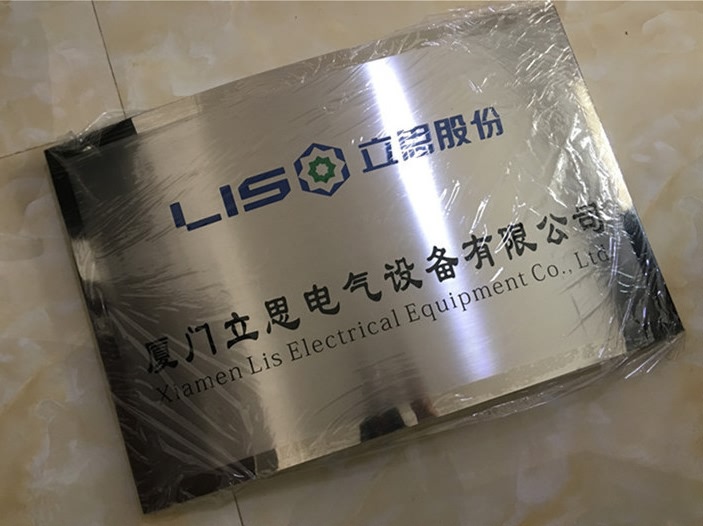 LIS 立思股份
厦门立思电气设备有限公司
Xiamen Lis Electrical Equipment Co., Ltd